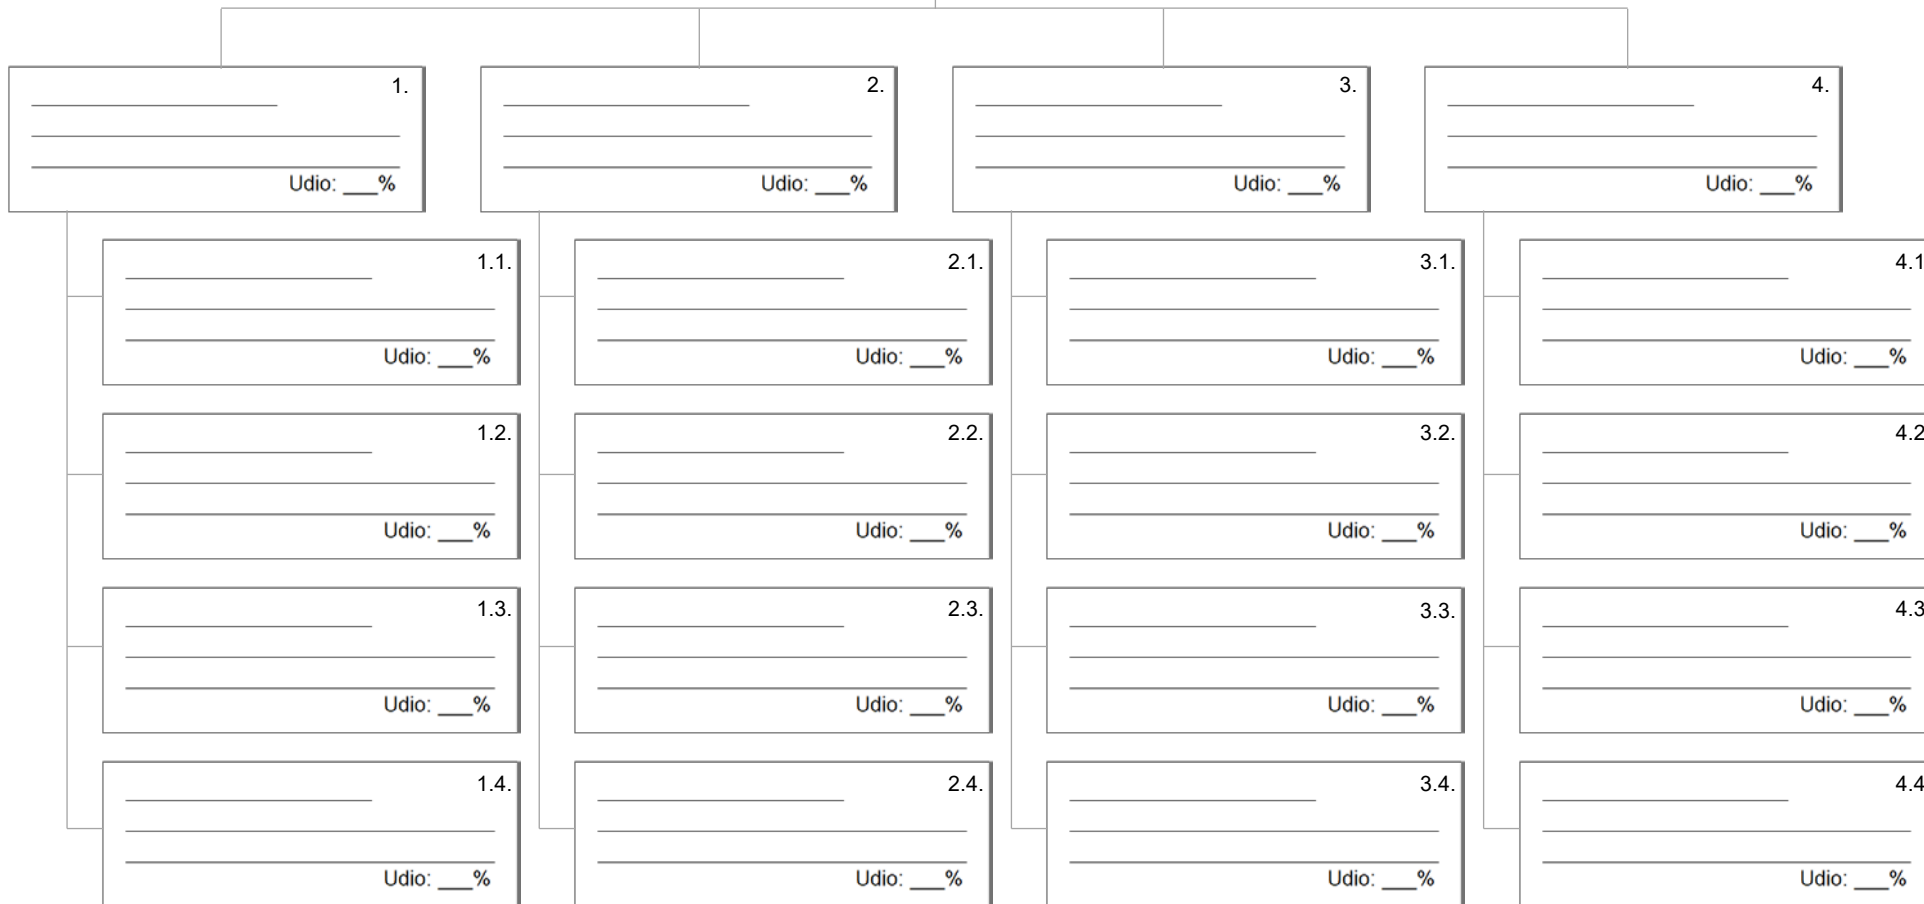 1. 2. 3. 4.
Udio: ___% Udio: ___% Udio: ___% Udio: ___%
1.1. 2.1. 3.1. 4.1
Udio: ___% Udio: ___% Udio: ___% Udio: ___%
1.2. 2.2. 3.2. 4.2
Udio: ___% Udio: ___% Udio: ___% Udio: ___%
1.3. 2.3. 3.3. 4.3
Udio: ___% Udio: ___% Udio: ___% Udio: ___%
1.4. 2.4. 3.4. 4.4
Udio: ___% Udio: ___% Udio: ___% Udio: ___%